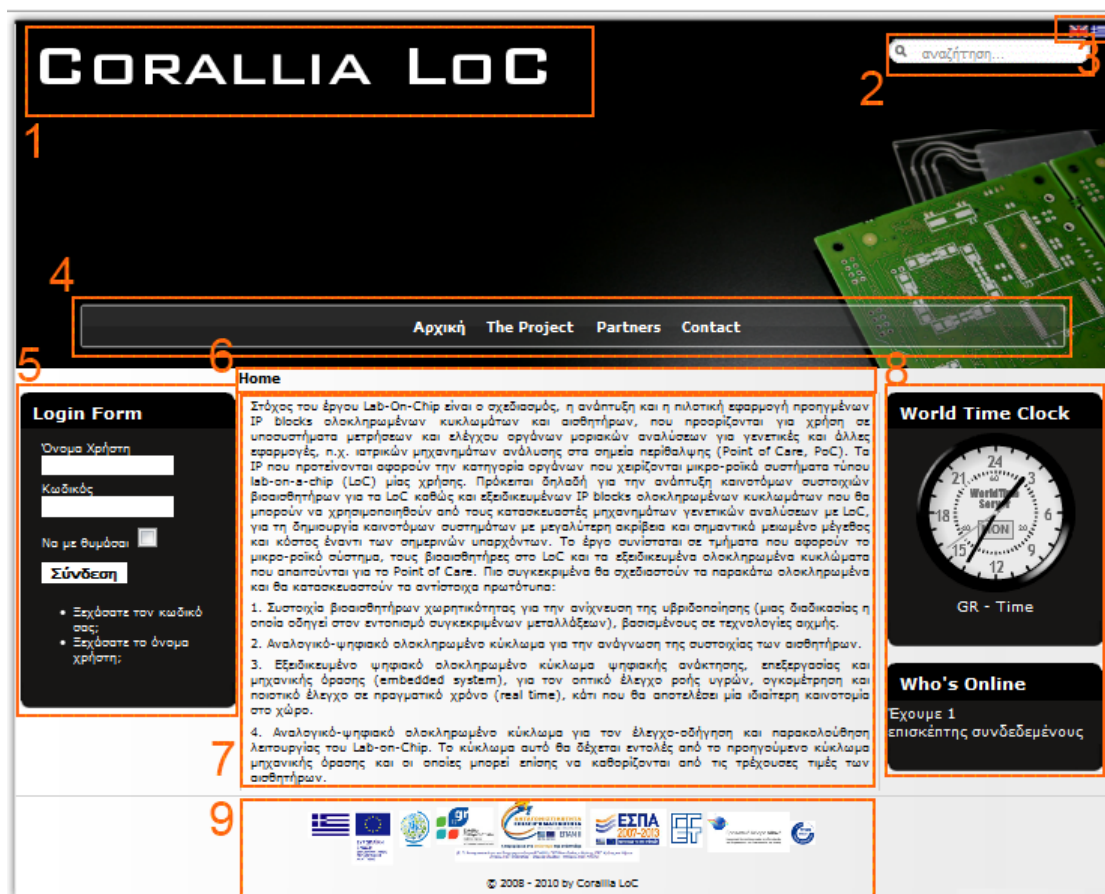 CORALLIA LOC
αναζήτηση...
1
2
3
4
Αρχική The Project Partners Contact
5
6
8
Home
Login Form
Όνομα Χρήστη
Κωδικός
Να με θυμάσαι
Σύνδεση
Ξεχάσατε τον κωδικό
σας;
Ξεχάσατε το όνομα
χρήστη;
Στόχος του έργου Lab-On-Chip είναι ο σχεδιασμός, η ανάπτυξη και η πιλοτική εφαρμογή προηγμένων
IP blocks ολοκληρωμένων κυκλωμάτων και αισθητήρων, που προορίζονται για χρήση σε
υποσυστήματα μετρήσεων και ελέγχου οργάνων μοριακών αναλύσεων για γενετικές και άλλες
εφαρμογές, π.χ. ιατρικών μηχανημάτων ανάλυσης στα σημεία περίθαλψης (Point of Care, PoC). Τα
IP που προτείνονται αφορούν την κατηγορία οργάνων που χειρίζονται μικρο-ροϊκά συστήματα τύπου
lab-on-a-chip (LoC) μίας χρήσης. Πρόκειται δηλαδή για την ανάπτυξη καινοτόμων συστοιχιών
βιοαισθητήρων για τα LoC καθώς και εξειδικευμένων IP blocks ολοκληρωμένων κυκλωμάτων που θα
μπορούν να χρησιμοποιηθούν από τους κατασκευαστές μηχανημάτων γενετικών αναλύσεων με LoC,
για τη δημιουργία καινοτόμων συστημάτων με μεγαλύτερη ακρίβεια και σημαντικά μειωμένο μέγεθος
και κόστος έναντι των σημερινών υπαρχόντων. Το έργο συνίσταται σε τμήματα που αφορούν το
μικρο-ροϊκό σύστημα, τους βιοαισθητήρες στο LoC και τα εξειδικευμένα ολοκληρωμένα κυκλώματα
που απαιτούνται για το Point of Care. Πιο συγκεκριμένα θα σχεδιαστούν τα παρακάτω ολοκληρωμένα
και θα κατασκευαστούν τα αντίστοιχα πρωτότυπα:
1. Συστοιχία βιοαισθητήρων χωρητικότητας για την ανίχνευση της υβριδοποίησης (μιας διαδικασίας η
οποία οδηγεί στον εντοπισμό συγκεκριμένων μεταλλάξεων), βασισμένους σε τεχνολογίες αιχμής.
2. Αναλογικό-ψηφιακό ολοκληρωμένο κύκλωμα για την ανάγνωση της συστοιχίας των αισθητήρων.
3. Εξειδικευμένο ψηφιακό ολοκληρωμένο κύκλωμα ψηφιακής ανάκτησης, επεξεργασίας και
μηχανικής όρασης (embedded system), για τον οπτικό έλεγχο ροής υγρών, ογκομέτρηση και
ποιοτικό έλεγχο σε πραγματικό χρόνο (real time), κάτι που θα αποτελέσει μία ιδιαίτερη καινοτομία
στο χώρο.
4. Αναλογικό-ψηφιακό ολοκληρωμένο κύκλωμα για τον έλεγχο-οδήγηση και παρακολούθηση
λειτουργίας του Lab-on-Chip. Το κύκλωμα αυτό θα δέχεται εντολές από το προηγούμενο κύκλωμα
μηχανικής όρασης και οι οποίες μπορεί επίσης να καθορίζονται από τις τρέχουσες τιμές των
αισθητήρων.
7
World Time Clock
24
21 3
60
WorldTime
Server
18 6
MON
15 9
12
GR - Time
Who's Online
Έχουμε 1
επισκέπτης συνδεδεμένους
9
gr
ΕΠΑΝ II
ΕΣΠΑ
2007-2013
© 2008 - 2010 by Corallia LoC